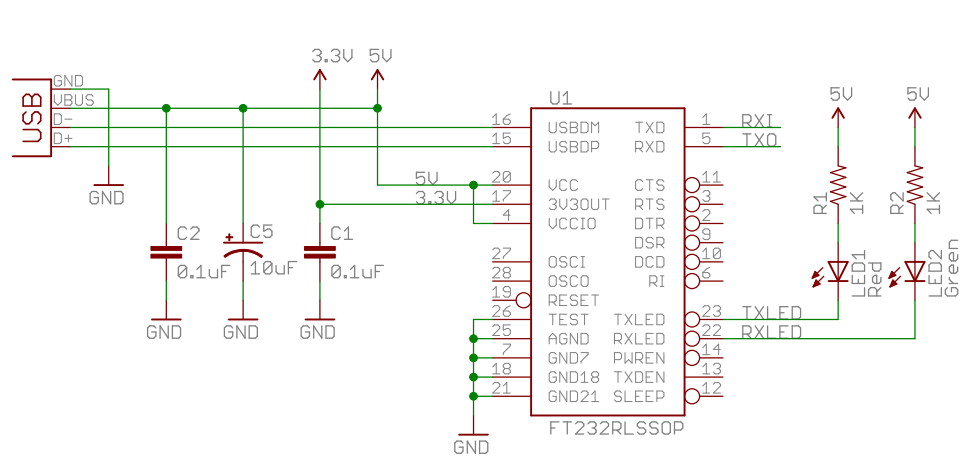 3.3V 5V
USB
GND
VBUS
D-
D+
GND
C2
0.1uF
GND
C5
+
10uF
GND
C1
0.1uF
GND
5V
3.3V
U1
16 USBDM TXD 1 RXI
15 USBDP RXD 5 TXO
20 VCC CTS 11
17 3V3OUT RTS 3
4 VCCIO DTR 2
DSR 9
27 OSCI DCD 10
28 OSCO RI 6
19 RESET
26 TEST TXLED 23 TXLED
25 AGND RXLED 22 RXLED
7 GND7 PWREN 14
18 GND18 TXDEN 13
21 GND21 SLEEP 12
FT232RLSSOP
GND
5V
R1
1K
LED1
Red
5V
R2
1K
LED2
Green